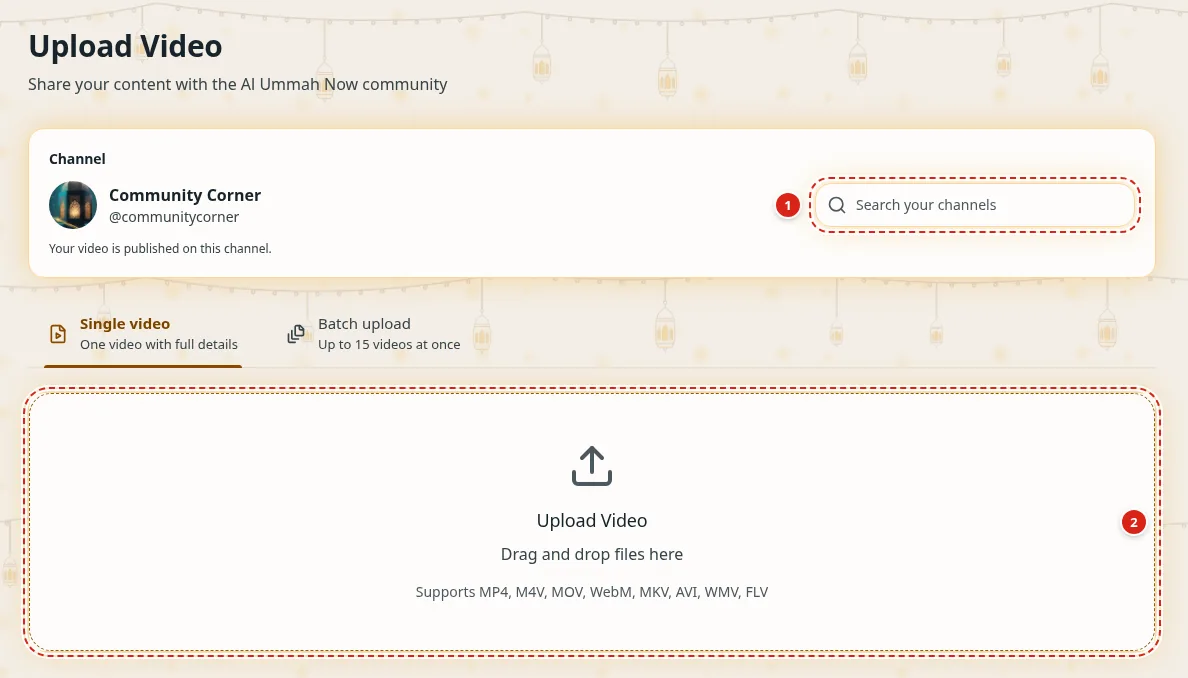 Upload Video
Share your content with the Al Ummah Now community
Channel
Community Corner
@communitycorner
Your video is published on this channel.
1
Search your channels
Single video
One video with full details
Batch upload
Up to 15 videos at once
Upload Video
Drag and drop files here
Supports MP4, M4V, MOV, WebM, MKV, AVI, WMV, FLV
2